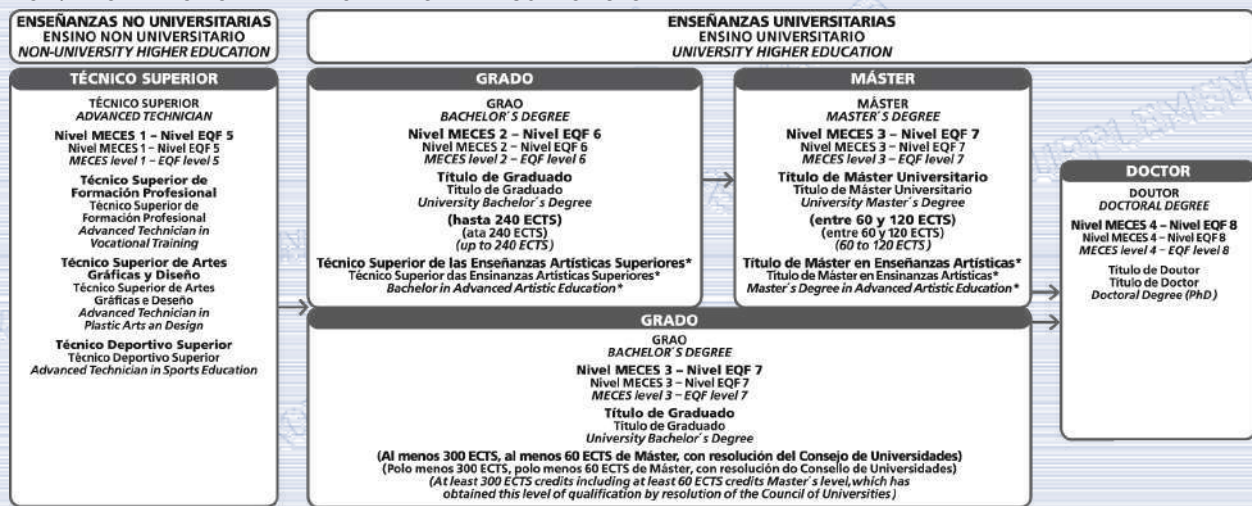 ENSEÑANZAS NO UNIVERSITARIAS
ENSINO NON UNIVERSITARIO
NON-UNIVERSITY HIGHER EDUCATION
ENSEÑANZAS UNIVERSITARIAS
ENSINO UNIVERSITARIO
UNIVERSITY HIGHER EDUCATION
TÉCNICO SUPERIOR
TÉCNICO SUPERIOR
ADVANCED TECHNICIAN
Nivel MECES 1 – Nivel EQF 5
Nivel MECES 1 – Nivel EQF 5
MECES level 1 – EQF level 5
Técnico Superior de
Formación Profesional
Técnico Superior de
Formación Profesional
Advanced Technician in
Vocational Training
Técnico Superior de Artes
Gráficas y Diseño
Técnico Superior de Artes
Gráficas e Deseño
Advanced Technician in
Plastic Arts an Design
Técnico Deportivo Superior
Técnico Deportivo Superior
Advanced Technician in Sports Education
GRADO
GRAO
BACHELOR´S DEGREE
Nivel MECES 2 – Nivel EQF 6
Nivel MECES 2 – Nivel EQF 6
MECES level 2 – EQF level 6
Título de Graduado
Título de Graduado
University Bachelor´s Degree
(hasta 240 ECTS)
(ata 240 ECTS)
(up to 240 ECTS)
Técnico Superior de las Enseñanzas Artísticas Superiores*
Técnico Superior das Ensinanzas Artísticas Superiores*
Bachelor in Advanced Artistic Education*
MÁSTER
MÁSTER
MASTER´S DEGREE
Nivel MECES 3 – Nivel EQF 7
Nivel MECES 3 – Nivel EQF 7
MECES level 3 – EQF level 7
Título de Máster Universitario
Título de Máster Universitario
University Master´s Degree
(entre 60 y 120 ECTS)
(entre 60 y 120 ECTS)
(60 to 120 ECTS)
Título de Máster en Enseñanzas Artísticas*
Título de Máster en Ensinanzas Artísticas*
Master´s Degree in Advanced Artistic Education*
GRADO
GRAO
BACHELOR´S DEGREE
Nivel MECES 3 – Nivel EQF 7
Nivel MECES 3 – Nivel EQF 7
MECES level 3 – EQF level 7
Título de Graduado
Título de Graduado
University Bachelor´s Degree
(Al menos 300 ECTS, al menos 60 ECTS de Máster, con resolución del Consejo de Universidades)
(Polo menos 300 ECTS, polo menos 60 ECTS de Máster, con resolución do Consello de Universidades)
(At least 300 ECTS credits including at least 60 ECTS credits Master´s level, which has
obtained this level of qualification by resolution of the Council of Universities)
DOCTOR
DOUTOR
DOCTORAL DEGREE
Nivel MECES 4 – Nivel EQF 8
Nivel MECES 4 – Nivel EQF 8
MECES level 4 – EQF level 8
Título de Doutor
Título de Doctor
Doctoral Degree (PhD)